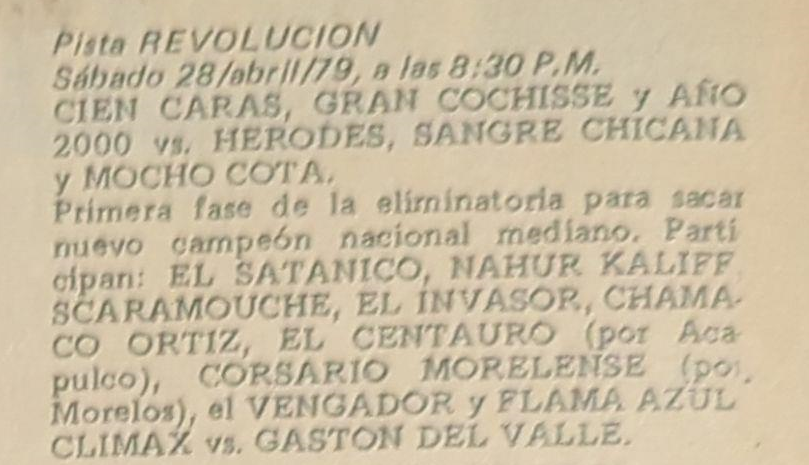 Pista REVOLUCION
Sábado 28/abril/79, a las 8:30 P.M.
CIEN CARAS, GRAN COCHISSE y AÑO
2000 vs. HERODES, SANGRE CHICANA
y MOCHO COTA.
Primera fase de la eliminatoria para sacar
nuevo campeón nacional mediano. Parti
cipan: EL SATANICO, NAHUR KALIFF
SCARAMOUCHE, EL INVASOR, CHAMA-
CO ORTIZ, EL CENTAURO (por Aca-
pulco), CORSARIO MORELENSE (por
Morelos), el VENGADOR y FLAMA AZUL
CLIMAX vs. GASTON DEL VALLE.